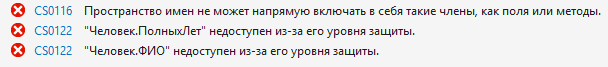 CS0116 Пространство имен не может напрямую включать в себя такие члены, как поля или методы.
CS0122 "Человек.ПолныхЛет" недоступен из-за его уровня защиты.
CS0122 "Человек.ФИО" недоступен из-за его уровня защиты.